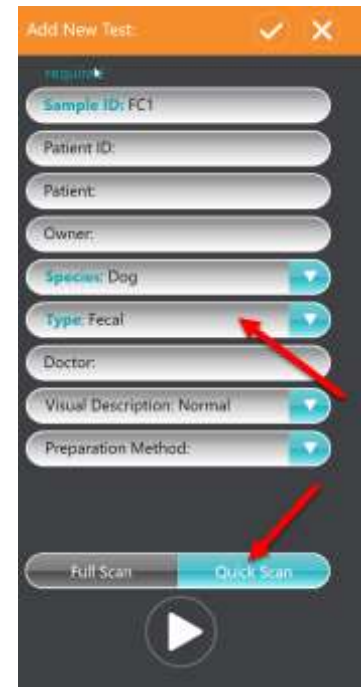 Add New Test:
required
Sample ID: FC1
Patient ID:
Patient:
Owner:
Species: Dog
Type: Fecal
Doctor:
Visual Description: Normal
Preparation Method:
Full Scan Quick Scan